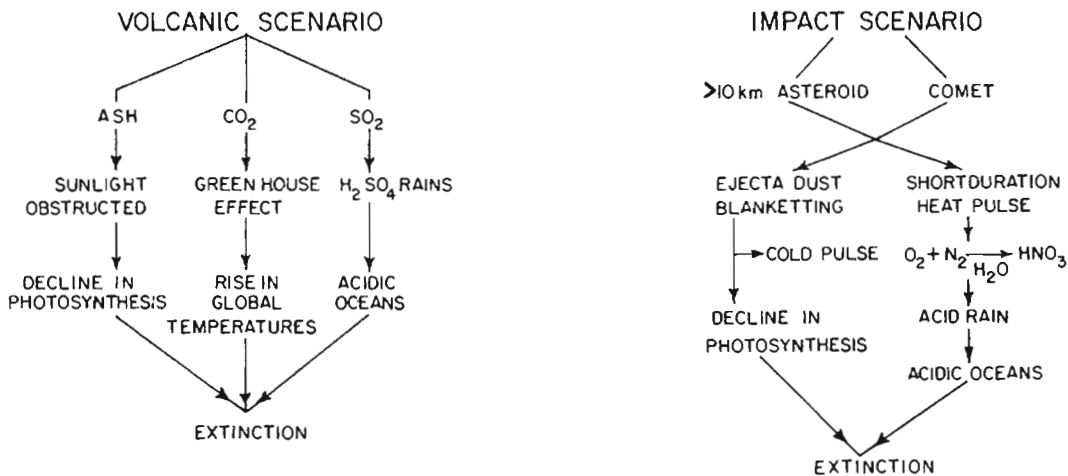 VOLCANIC SCENARIO
ASH
CO2
SO2
SUNLIGHT
OBSTRUCTED
GREEN HOUSE
EFFECT
H2SO4 RAINS
DECLINE IN
PHOTOSYNTHESIS
RISE IN
GLOBAL
TEMPERATURES
ACIDIC
OCEANS
EXTINCTION
IMPACT SCENARIO
>10 km ASTEROID
COMET
EJECTA DUST
BLANKETTING
SHORT DURATION
HEAT PULSE
COLD PULSE
O2 + N2 → HNO3
H2O
DECLINE IN
PHOTOSYNTHESIS
ACID RAIN
ACIDIC OCEANS
EXTINCTION